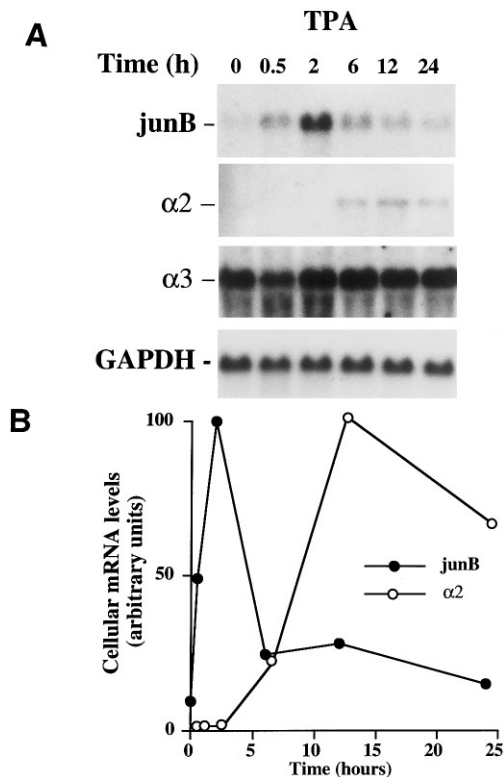 A
TPA
Time (h) 0 0.5 2 6 12 24
junB –
α2 –
α3 –
GAPDH -
B
Cellular mRNA levels
(arbitrary units)
100
50
0
junB
α2
0 5 10 15 20 25
Time (hours)